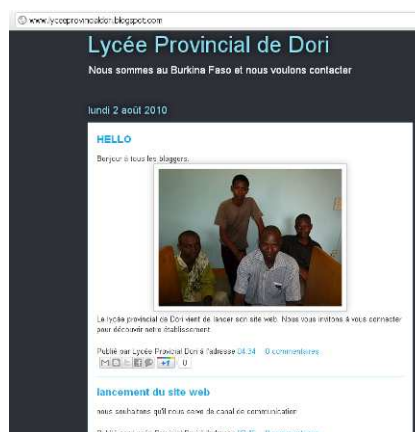 www.lyceeprovincialdori.blogspot.com
Lycée Provincial de Dori
Nous sommes au Burkina Faso et nous voulons contacter
lundi 2 août 2010
HELLO
Bonjour à tous les bloggers.
Le lycée provincial de Dori vient de lancer son site web. Nous vous invitons à vous connecter
pour découvrir notre établissement
Publié par Lycée Provizial Dori à l'adresse 04:34 0 commentaires
+1 0
lancement du site web
nous souhaitons qu'il nous serve de canal de communication